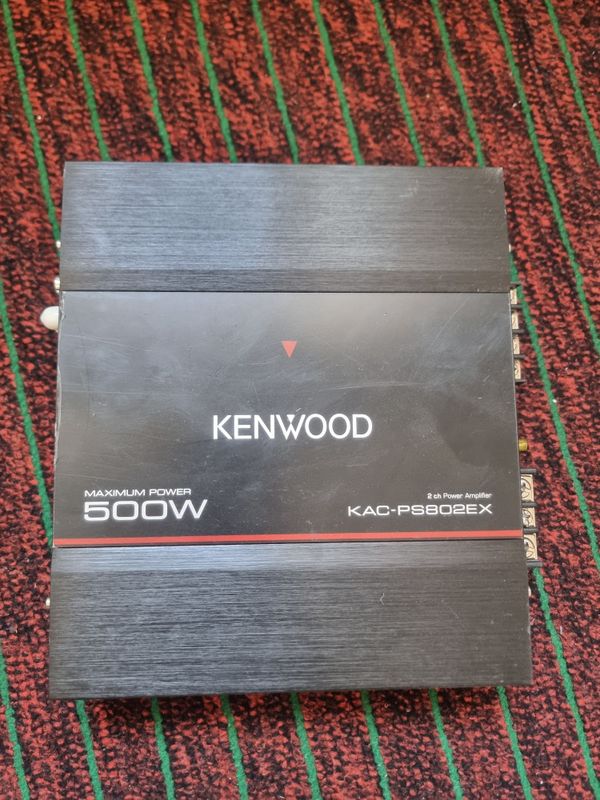 KENWOOD
MAXIMUM POWER
500W
2 ch Power Amplifier
KAC-PS802EX